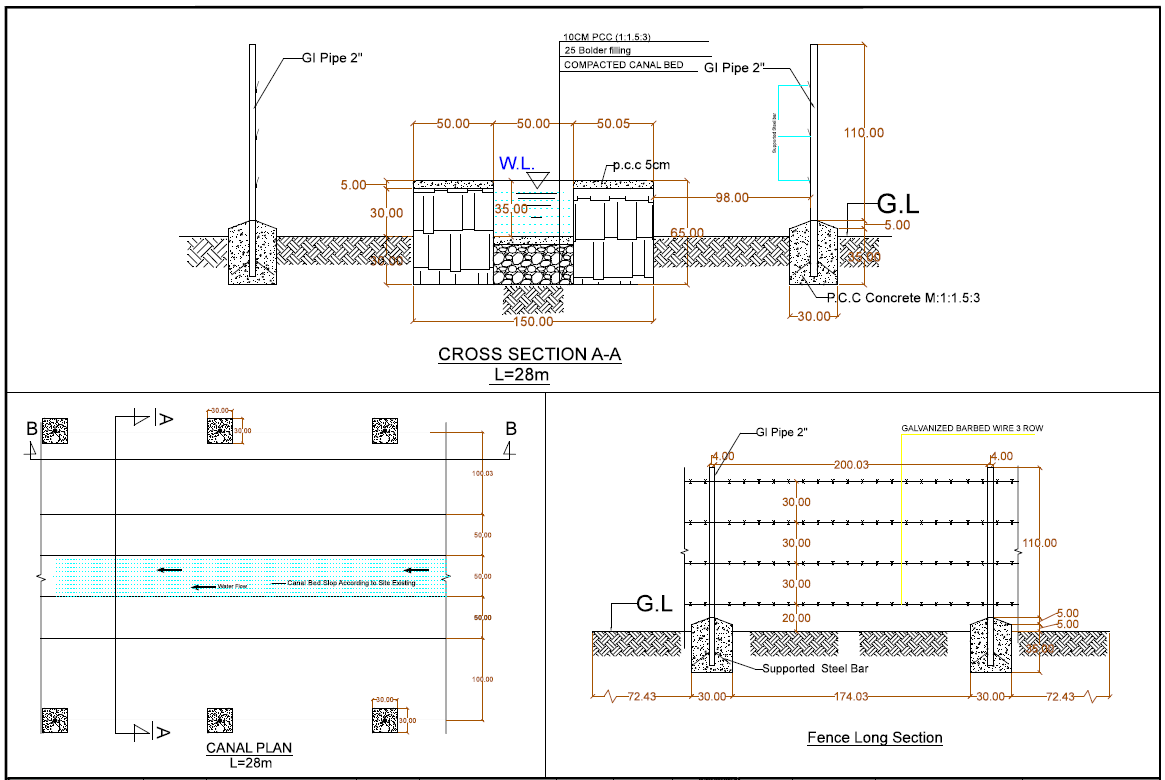 10CM PCC (1:1.5:3)
25 Bolder filling
COMPACTED CANAL BED
GI Pipe 2"
GI Pipe 2"
Supported Steel Bar
50.00
50.00
50.05
110.00
W.L.
p.c.c 5cm
5.00
30.00
35.00
98.00
65.00
G.L
5.00
30.00
P.C.C Concrete M:1:1.5:3
30.00
150.00
CROSS SECTION A-A
L=28m
30.00
30.00
A
B
B
100.03
50.00
50.00
50.00
100.00
Water Flow
Canal Bed Slop According to Site Existing
30.00
30.00
A
CANAL PLAN
L=28m
GI Pipe 2"
GALVANIZED BARBED WIRE 3 ROW
4.00
200.03
4.00
30.00
30.00
30.00
20.00
110.00
G.L
5.00
5.00
35.00
Supported Steel Bar
72.43
30.00
174.03
30.00
72.43
Fence Long Section